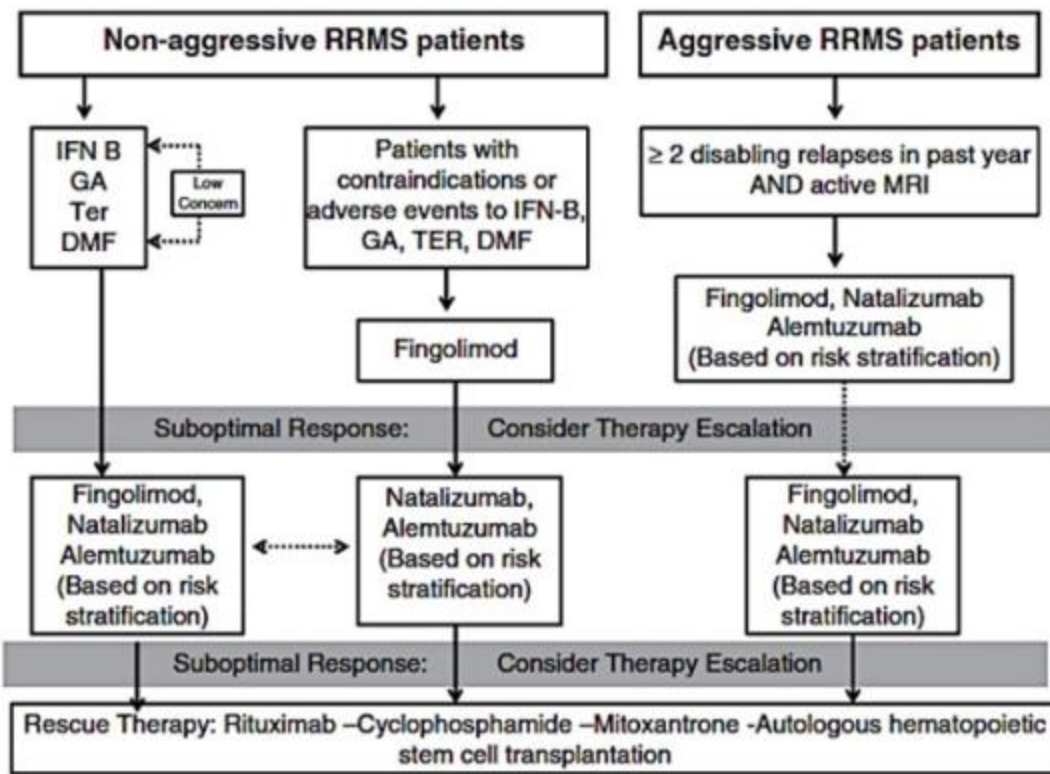 Non-aggressive RRMS patients
Aggressive RRMS patients
IFN B
GA
Ter
DMF
Low
Concern
Patients with
contraindications or
adverse events to IFN-B,
GA, TER, DMF
≥ 2 disabling relapses in past year
AND active MRI
Fingolimod
Fingolimod, Natalizumab
Alemtuzumab
(Based on risk stratification)
Suboptimal Response: Consider Therapy Escalation
Fingolimod,
Natalizumab
Alemtuzumab
(Based on risk
stratification)
Natalizumab,
Alemtuzumab
(Based on risk
stratification)
Fingolimod,
Natalizumab
Alemtuzumab
(Based on risk
stratification)
Suboptimal Response: Consider Therapy Escalation
Rescue Therapy: Rituximab –Cyclophosphamide –Mitoxantrone -Autologous hematopoietic
stem cell transplantation